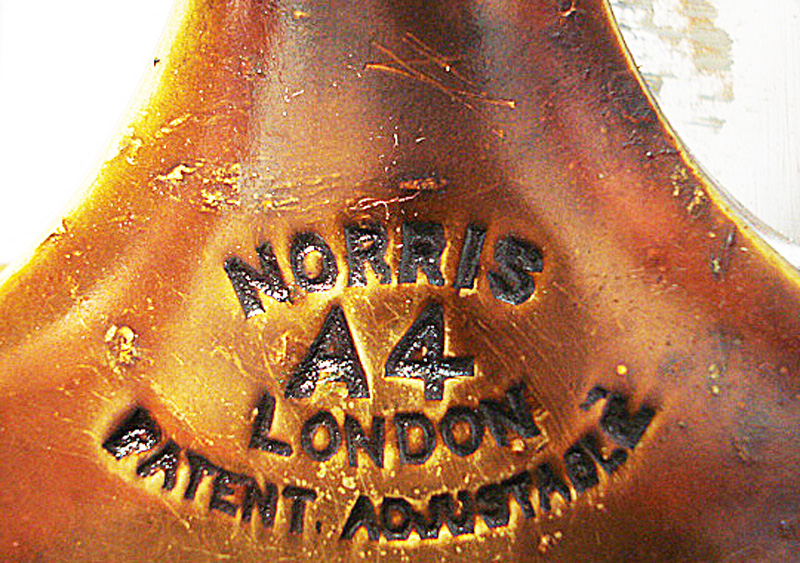 NORRIS
A4
LONDON
PATENT. ADJUSTABLE